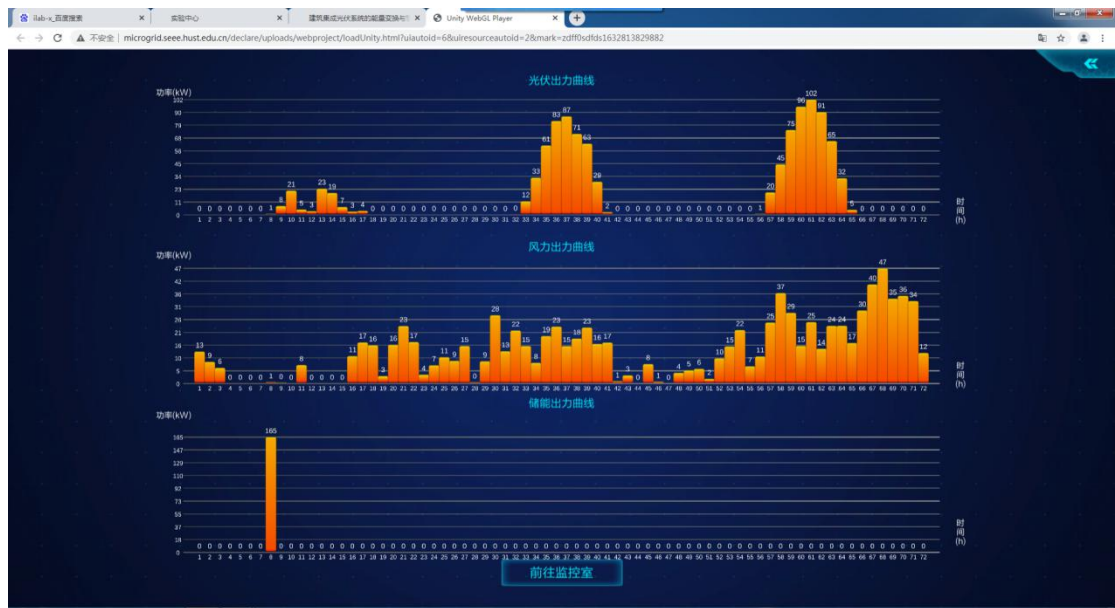 ilab-x_百度搜索 × 实验中心 × 建筑集成光伏系统的能量变换与 × Unity WebGL Player × +
不安全 | microgrid.seee.hust.edu.cn/declare/uploads/webproject/loadUnity.html?uiautoid=6&uiresourceautoid=2&mark=zdff0sdfds1632813829882
光伏出力曲线
功率(kW)
102
79
68
45
34
23
11
0
0 0 0 0 0 0 0 1 8 21 5 3 23 19 7 3 4 0 0 0 0 0 0 0 0 0 0 0 0 0 0 0 12 33 61 83 87 71 63 29 2 0 0 0 0 0 0 0 0 0 0 0 0 0 0 1 20 45 75 96 102 91 65 32 5 0 0 0 0 0 0 0
1 2 3 4 5 6 7 8 9 10 11 12 13 14 15 16 17 18 19 20 21 22 23 24 25 26 27 28 29 30 31 32 33 34 35 36 37 38 39 40 41 42 43 44 45 46 47 48 49 50 51 52 53 54 55 56 57 58 59 60 61 62 63 64 65 66 67 68 69 70 71 72
时间(h)
风力出力曲线
功率(kW)
47
42
36
31
24
21
16
10
5
0
13 9 6 0 0 0 0 1 0 0 8 0 0 0 0 11 17 16 3 16 23 17 4 7 11 9 15 0 9 28 13 22 15 8 19 23 15 18 23 16 17 1 3 0 8 1 0 4 5 6 2 10 15 22 7 11 25 37 29 15 25 14 24 24 17 30 40 47 35 36 34 12
1 2 3 4 5 6 7 8 9 10 11 12 13 14 15 16 17 18 19 20 21 22 23 24 25 26 27 28 29 30 31 32 33 34 35 36 37 38 39 40 41 42 43 44 45 46 47 48 49 50 51 52 53 54 55 56 57 58 59 60 61 62 63 64 65 66 67 68 69 70 71 72
时间(h)
储能出力曲线
功率(kW)
165
147
129
110
92
73
55
37
18
0
0 0 0 0 0 0 0 165 0 0 0 0 0 0 0 0 0 0 0 0 0 0 0 0 0 0 0 0 0 0 0 0 0 0 0 0 0 0 0 0 0 0 0 0 0 0 0 0 0 0 0 0 0 0 0 0 0 0 0 0 0 0 0 0 0 0 0 0 0 0 0 0
1 2 3 4 5 6 7 8 9 10 11 12 13 14 15 16 17 18 19 20 21 22 23 24 25 26 27 28 29 30 31 32 33 34 35 36 37 38 39 40 41 42 43 44 45 46 47 48 49 50 51 52 53 54 55 56 57 58 59 60 61 62 63 64 65 66 67 68 69 70 71 72
时间(h)
前往监控室